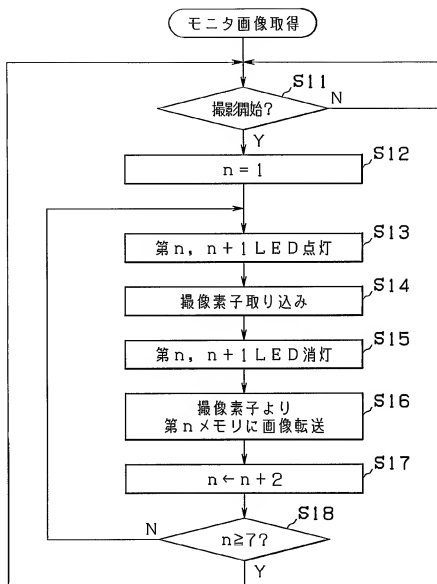 モニタ画像取得
S11
撮影開始?
N
Y
S12
n=1
S13
第n, n+1LED点灯
S14
撮像素子取り込み
S15
第n, n+1LED消灯
S16
撮像素子より
第nメモリに画像転送
S17
n←n+2
S18
N
n≧7?
Y